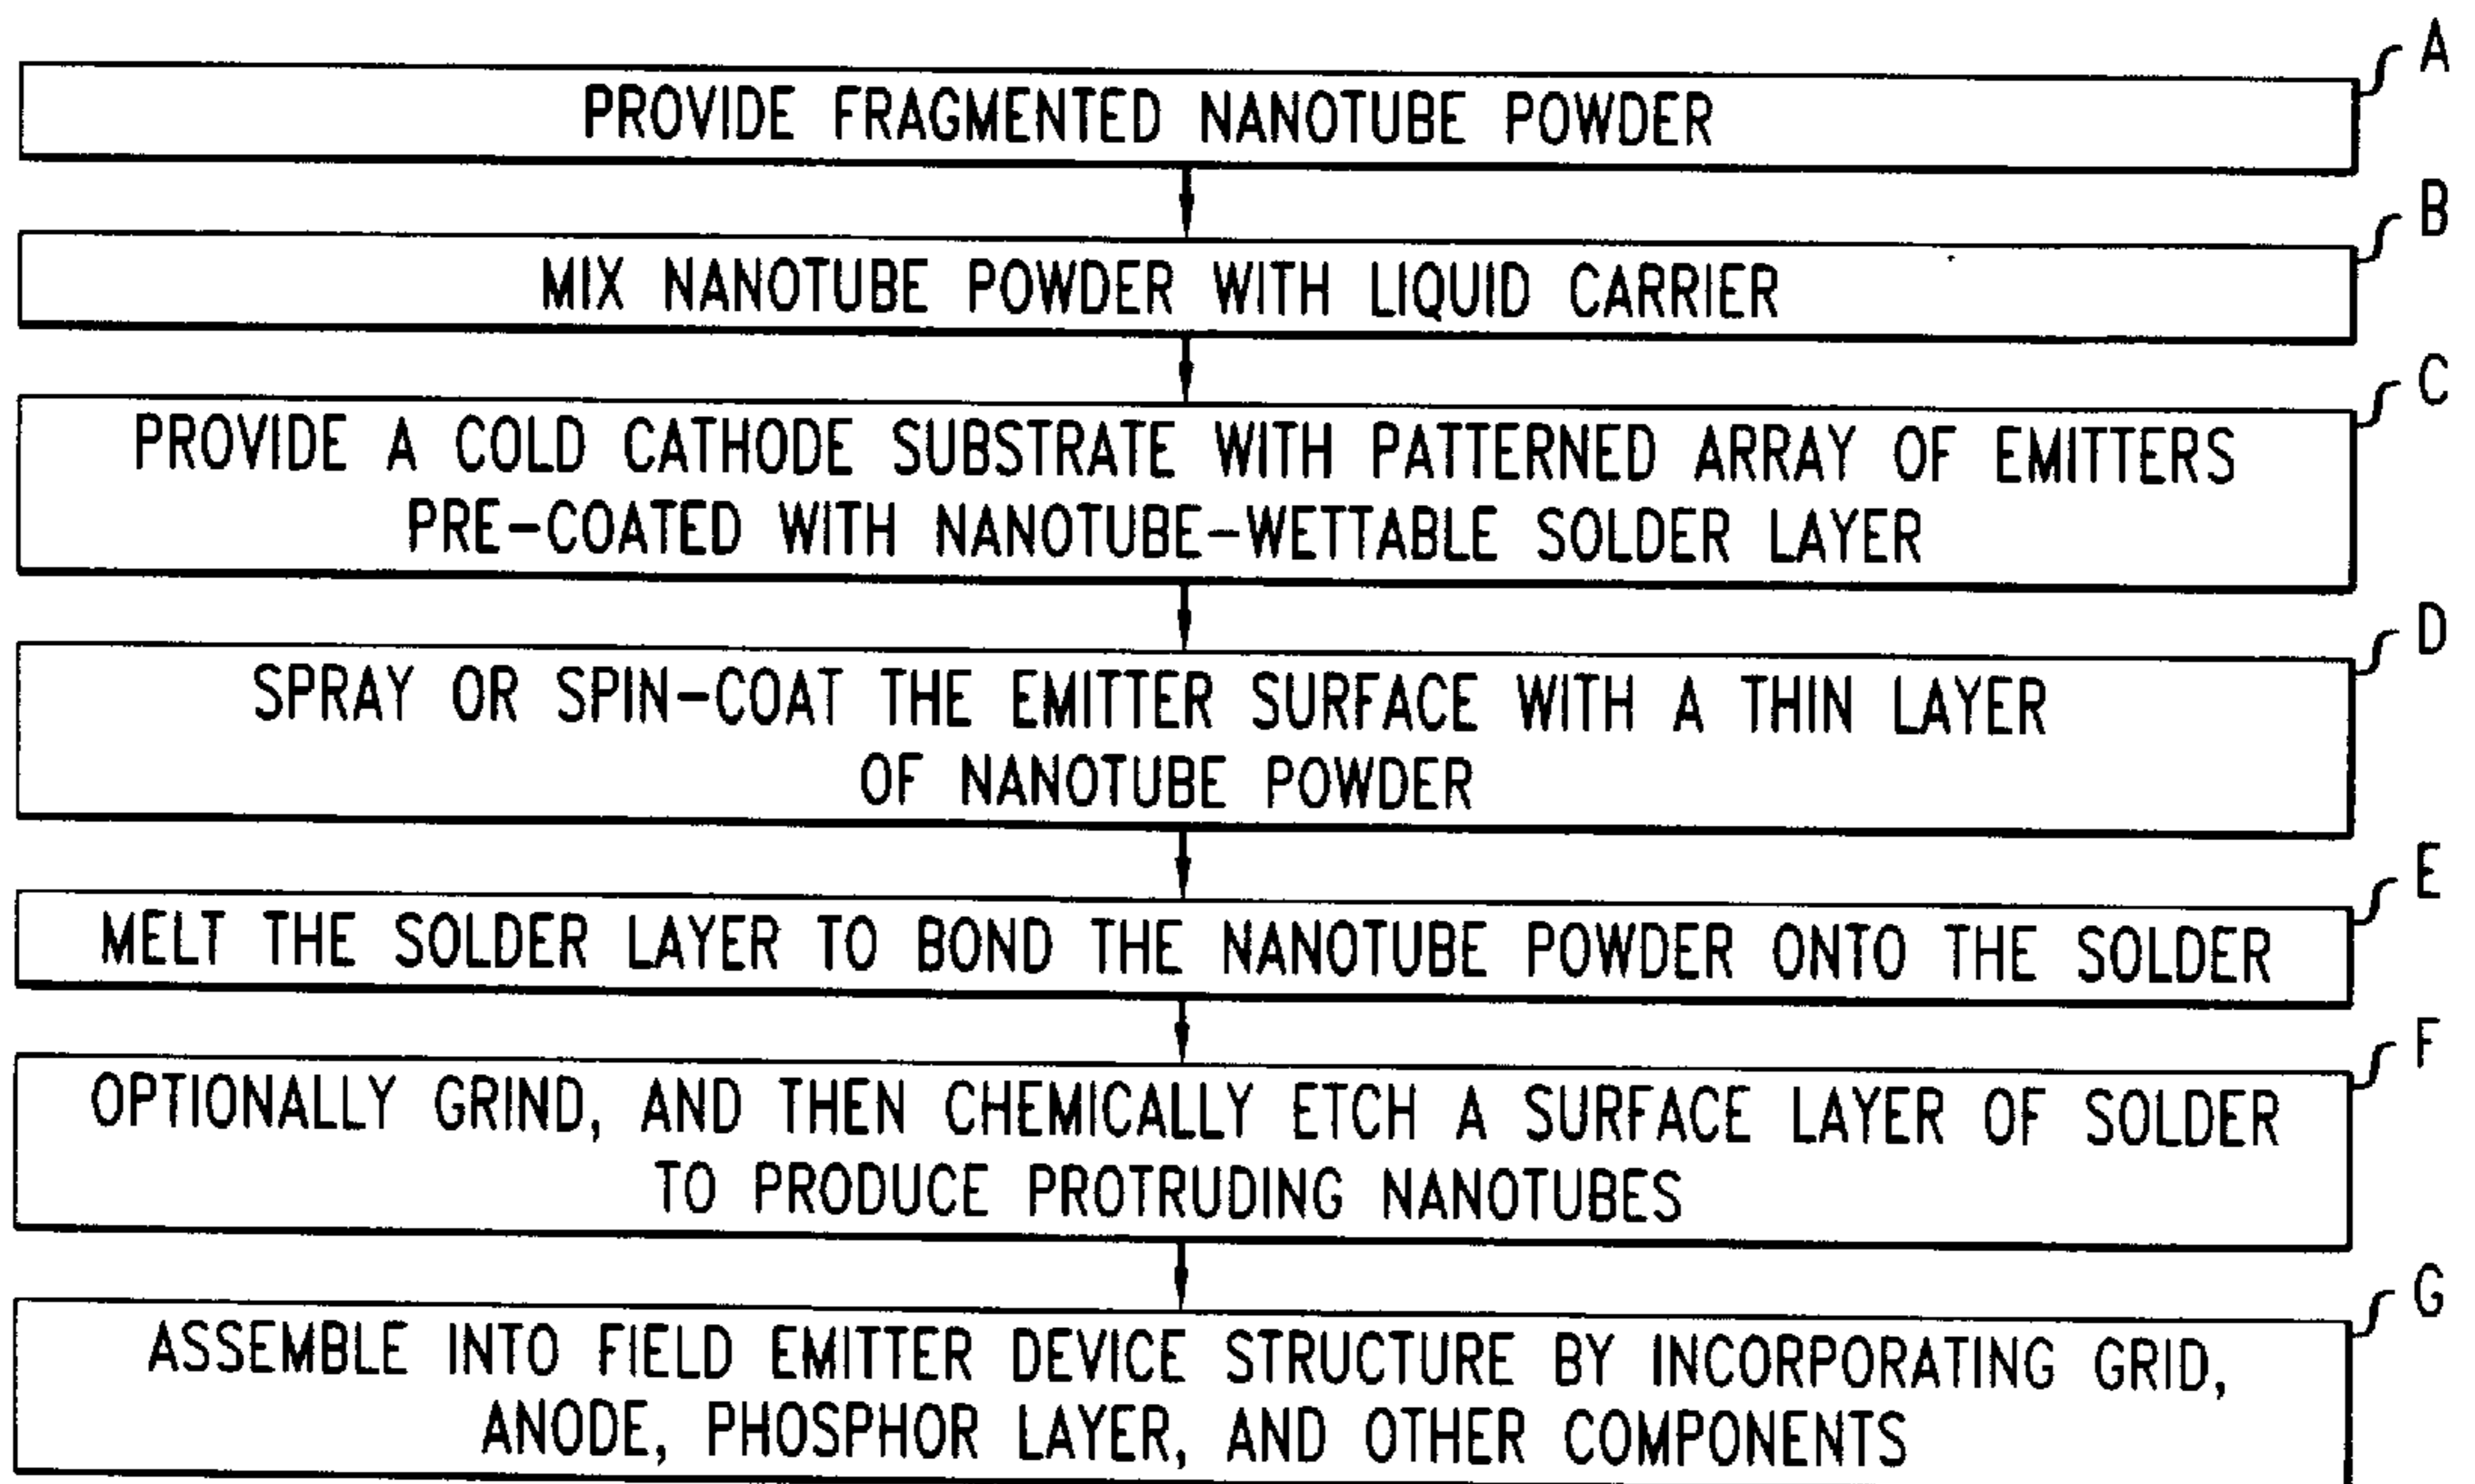 A
PROVIDE FRAGMENTED NANOTUBE POWDER
B
MIX NANOTUBE POWDER WITH LIQUID CARRIER
C
PROVIDE A COLD CATHODE SUBSTRATE WITH PATTERNED ARRAY OF EMITTERS
PRE-COATED WITH NANOTUBE-WETTABLE SOLDER LAYER
D
SPRAY OR SPIN-COAT THE EMITTER SURFACE WITH A THIN LAYER
OF NANOTUBE POWDER
E
MELT THE SOLDER LAYER TO BOND THE NANOTUBE POWDER ONTO THE SOLDER
F
OPTIONALLY GRIND, AND THEN CHEMICALLY ETCH A SURFACE LAYER OF SOLDER
TO PRODUCE PROTRUDING NANOTUBES
G
ASSEMBLE INTO FIELD EMITTER DEVICE STRUCTURE BY INCORPORATING GRID,
ANODE, PHOSPHOR LAYER, AND OTHER COMPONENTS